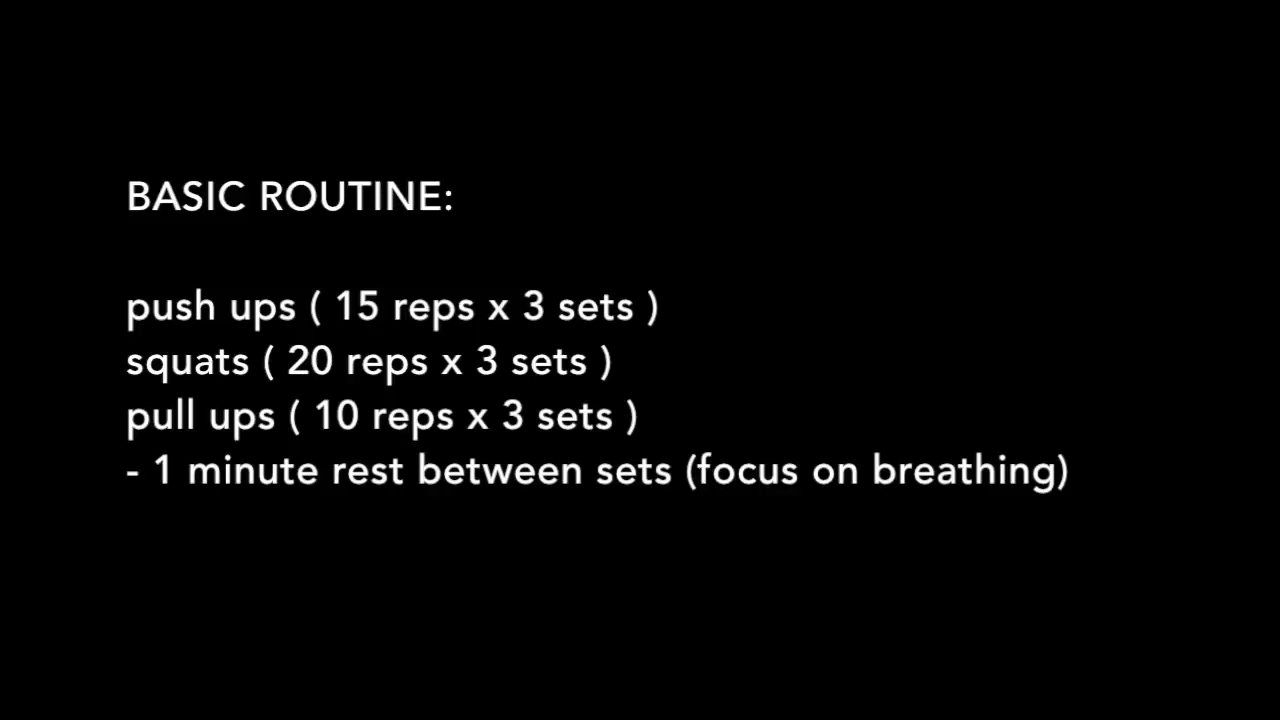 BASIC ROUTINE:
push ups ( 15 reps x 3 sets )
squats ( 20 reps x 3 sets )
pull ups ( 10 reps x 3 sets )
- 1 minute rest between sets (focus on breathing)